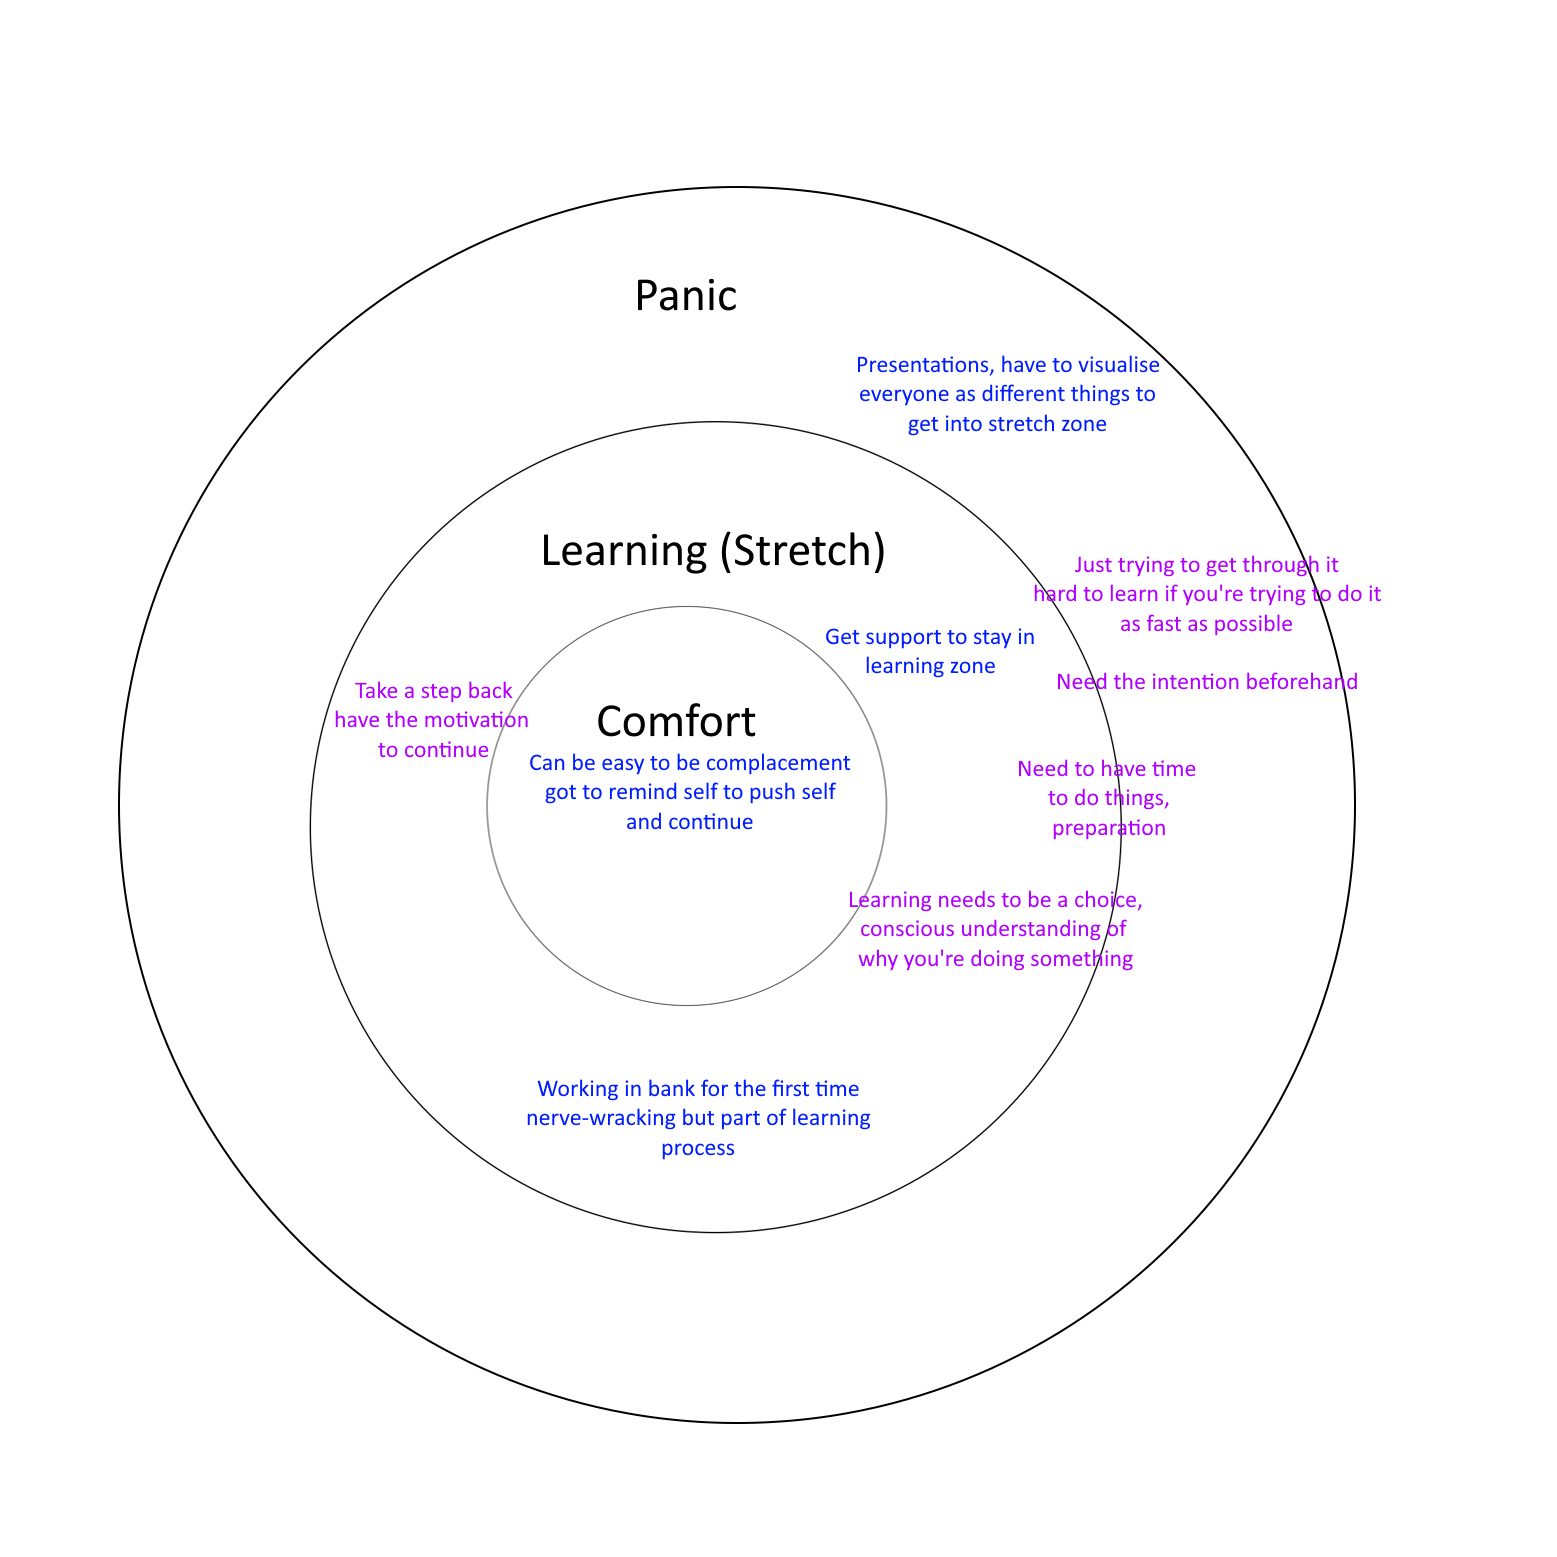 Panic
Presentations, have to visualise
everyone as different things to
get into stretch zone
Learning (Stretch)
Just trying to get through it
hard to learn if you're trying to do it
as fast as possible
Get support to stay in
learning zone
Need the intention beforehand
Take a step back
have the motivation
to continue
Comfort
Can be easy to be complacement
got to remind self to push self
and continue
Need to have time
to do things,
preparation
Learning needs to be a choice,
conscious understanding of
why you're doing something
Working in bank for the first time
nerve-wracking but part of learning
process